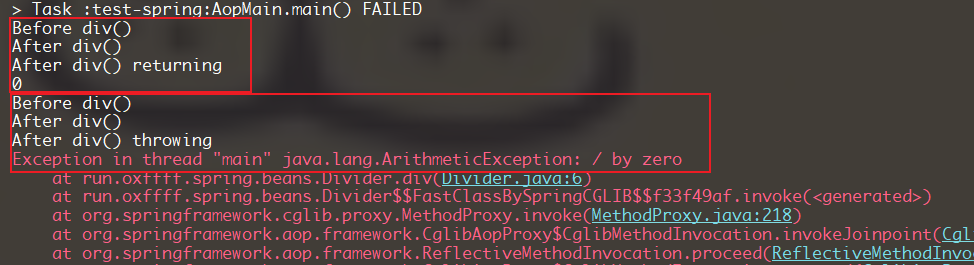 > Task :test-spring:AopMain.main() FAILED
Before div()
After div()
After div() returning
0
Before div()
After div()
After div() throwing
Exception in thread "main" java.lang.ArithmeticException: / by zero
at run.oxffff.spring.beans.Divider.div(Divider.java:6)
at run.oxffff.spring.beans.Divider$$FastClassBySpringCGLIB$$f33f49af.invoke(<generated>)
at org.springframework.cglib.proxy.MethodProxy.invoke(MethodProxy.java:218)
at org.springframework.aop.framework.CglibAopProxy$CglibMethodInvocation.invokeJoinpoint(Cgl
at org.springframework.aop.framework.ReflectiveMethodInvocation.proceed(ReflectiveMethodInvo